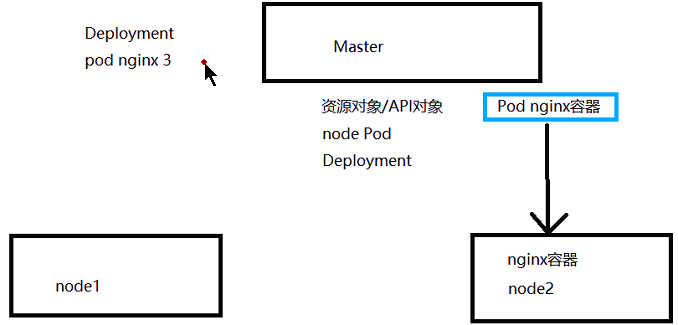 Deployment
pod nginx 3
Master
资源对象/API对象
node Pod
Deployment
Pod nginx容器
node1
nginx容器
node2